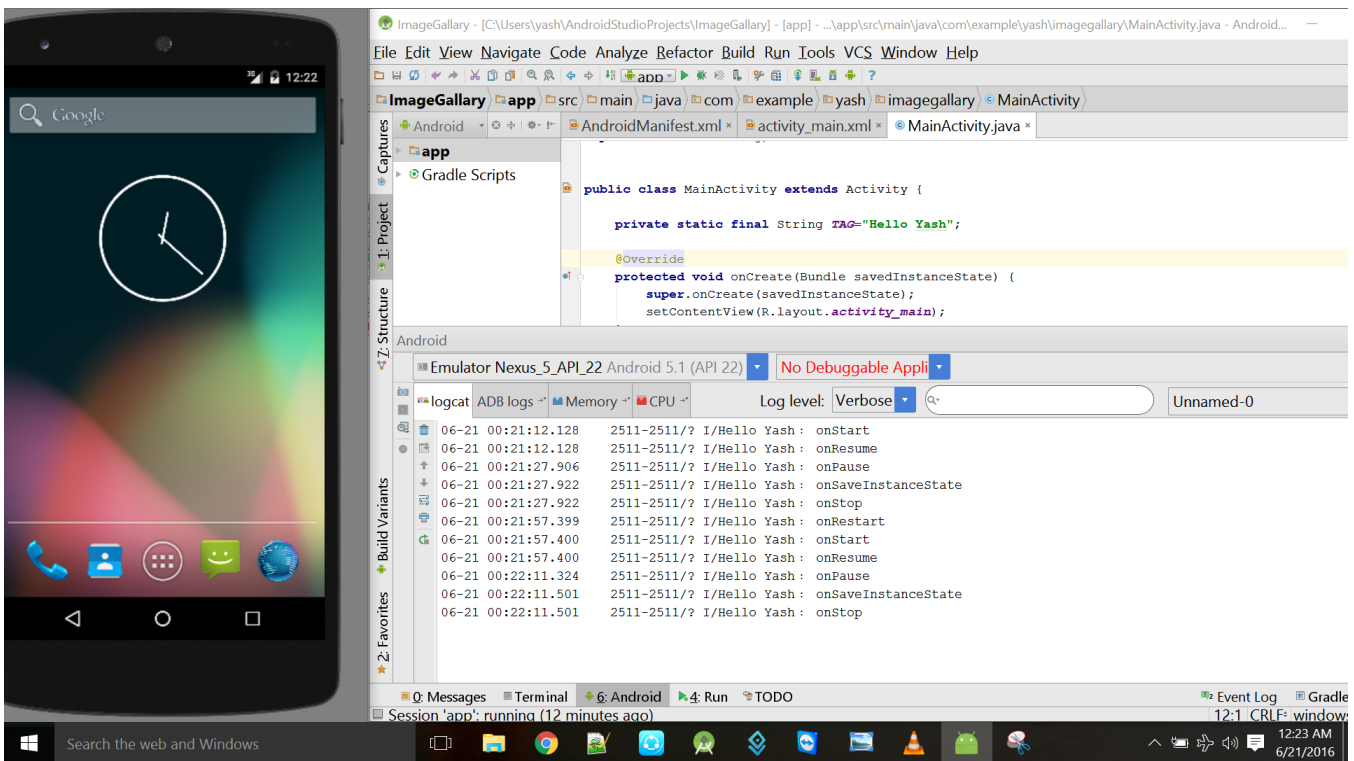 ImageGallary - [C:\Users\yash\AndroidStudioProjects\ImageGallary] - [app] - ...\app\src\main\java\com\example\yash\imagegallary\MainActivity.java - Android...
File Edit View Navigate Code Analyze Refactor Build Run Tools VCS Window Help
app
ImageGallary app src main java com example yash imagegallary MainActivity
3G 12:22
Google
Captures
1: Project
7: Structure
Build Variants
2: Favorites
Android
AndroidManifest.xml × activity_main.xml × MainActivity.java ×
app
Gradle Scripts
public class MainActivity extends Activity {
private static final String TAG="Hello Yash";
@Override
protected void onCreate(Bundle savedInstanceState) {
super.onCreate(savedInstanceState);
setContentView(R.layout.activity_main);
Android
Emulator Nexus_5_API_22 Android 5.1 (API 22) No Debuggable Appli
logcat ADB logs Memory CPU Log level: Verbose Unnamed-0
06-21 00:21:12.128 2511-2511/? I/Hello Yash: onStart
06-21 00:21:12.128 2511-2511/? I/Hello Yash: onResume
06-21 00:21:27.906 2511-2511/? I/Hello Yash: onPause
06-21 00:21:27.922 2511-2511/? I/Hello Yash: onSaveInstanceState
06-21 00:21:27.922 2511-2511/? I/Hello Yash: onStop
06-21 00:21:57.399 2511-2511/? I/Hello Yash: onRestart
06-21 00:21:57.400 2511-2511/? I/Hello Yash: onStart
06-21 00:21:57.400 2511-2511/? I/Hello Yash: onResume
06-21 00:22:11.324 2511-2511/? I/Hello Yash: onPause
06-21 00:22:11.501 2511-2511/? I/Hello Yash: onSaveInstanceState
06-21 00:22:11.501 2511-2511/? I/Hello Yash: onStop
0: Messages Terminal 6: Android 4: Run TODO Event Log Gradle
Session 'app': running (12 minutes ago) 12:1 CRLF windows
Search the web and Windows
12:23 AM
6/21/2016